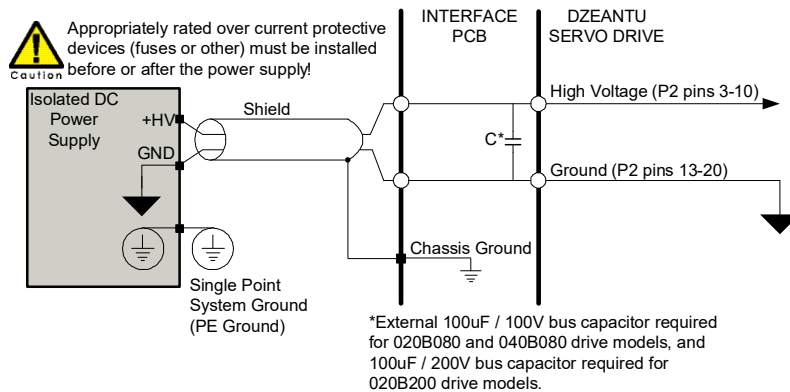 INTERFACE
PCB
DZEANTU
SERVO DRIVE
Caution
Appropriately rated over current protective
devices (fuses or other) must be installed
before or after the power supply!
Isolated DC
Power
Supply
+HV
GND
Shield
C*
High Voltage (P2 pins 3-10)
Ground (P2 pins 13-20)
Chassis Ground
Single Point
System Ground
(PE Ground)
*External 100uF / 100V bus capacitor required
for 020B080 and 040B080 drive models, and
100uF / 200V bus capacitor required for
020B200 drive models.